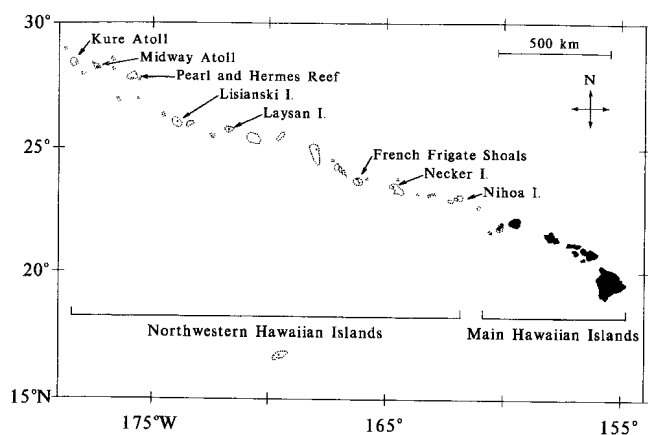 30°
Kure Atoll
Midway Atoll
Pearl and Hermes Reef
Lisianski I.
Laysan I.
500 km
N
25°
French Frigate Shoals
Necker I.
Nihoa I.
20°
Northwestern Hawaiian Islands
Main Hawaiian Islands
15°N
175°W
165°
155°